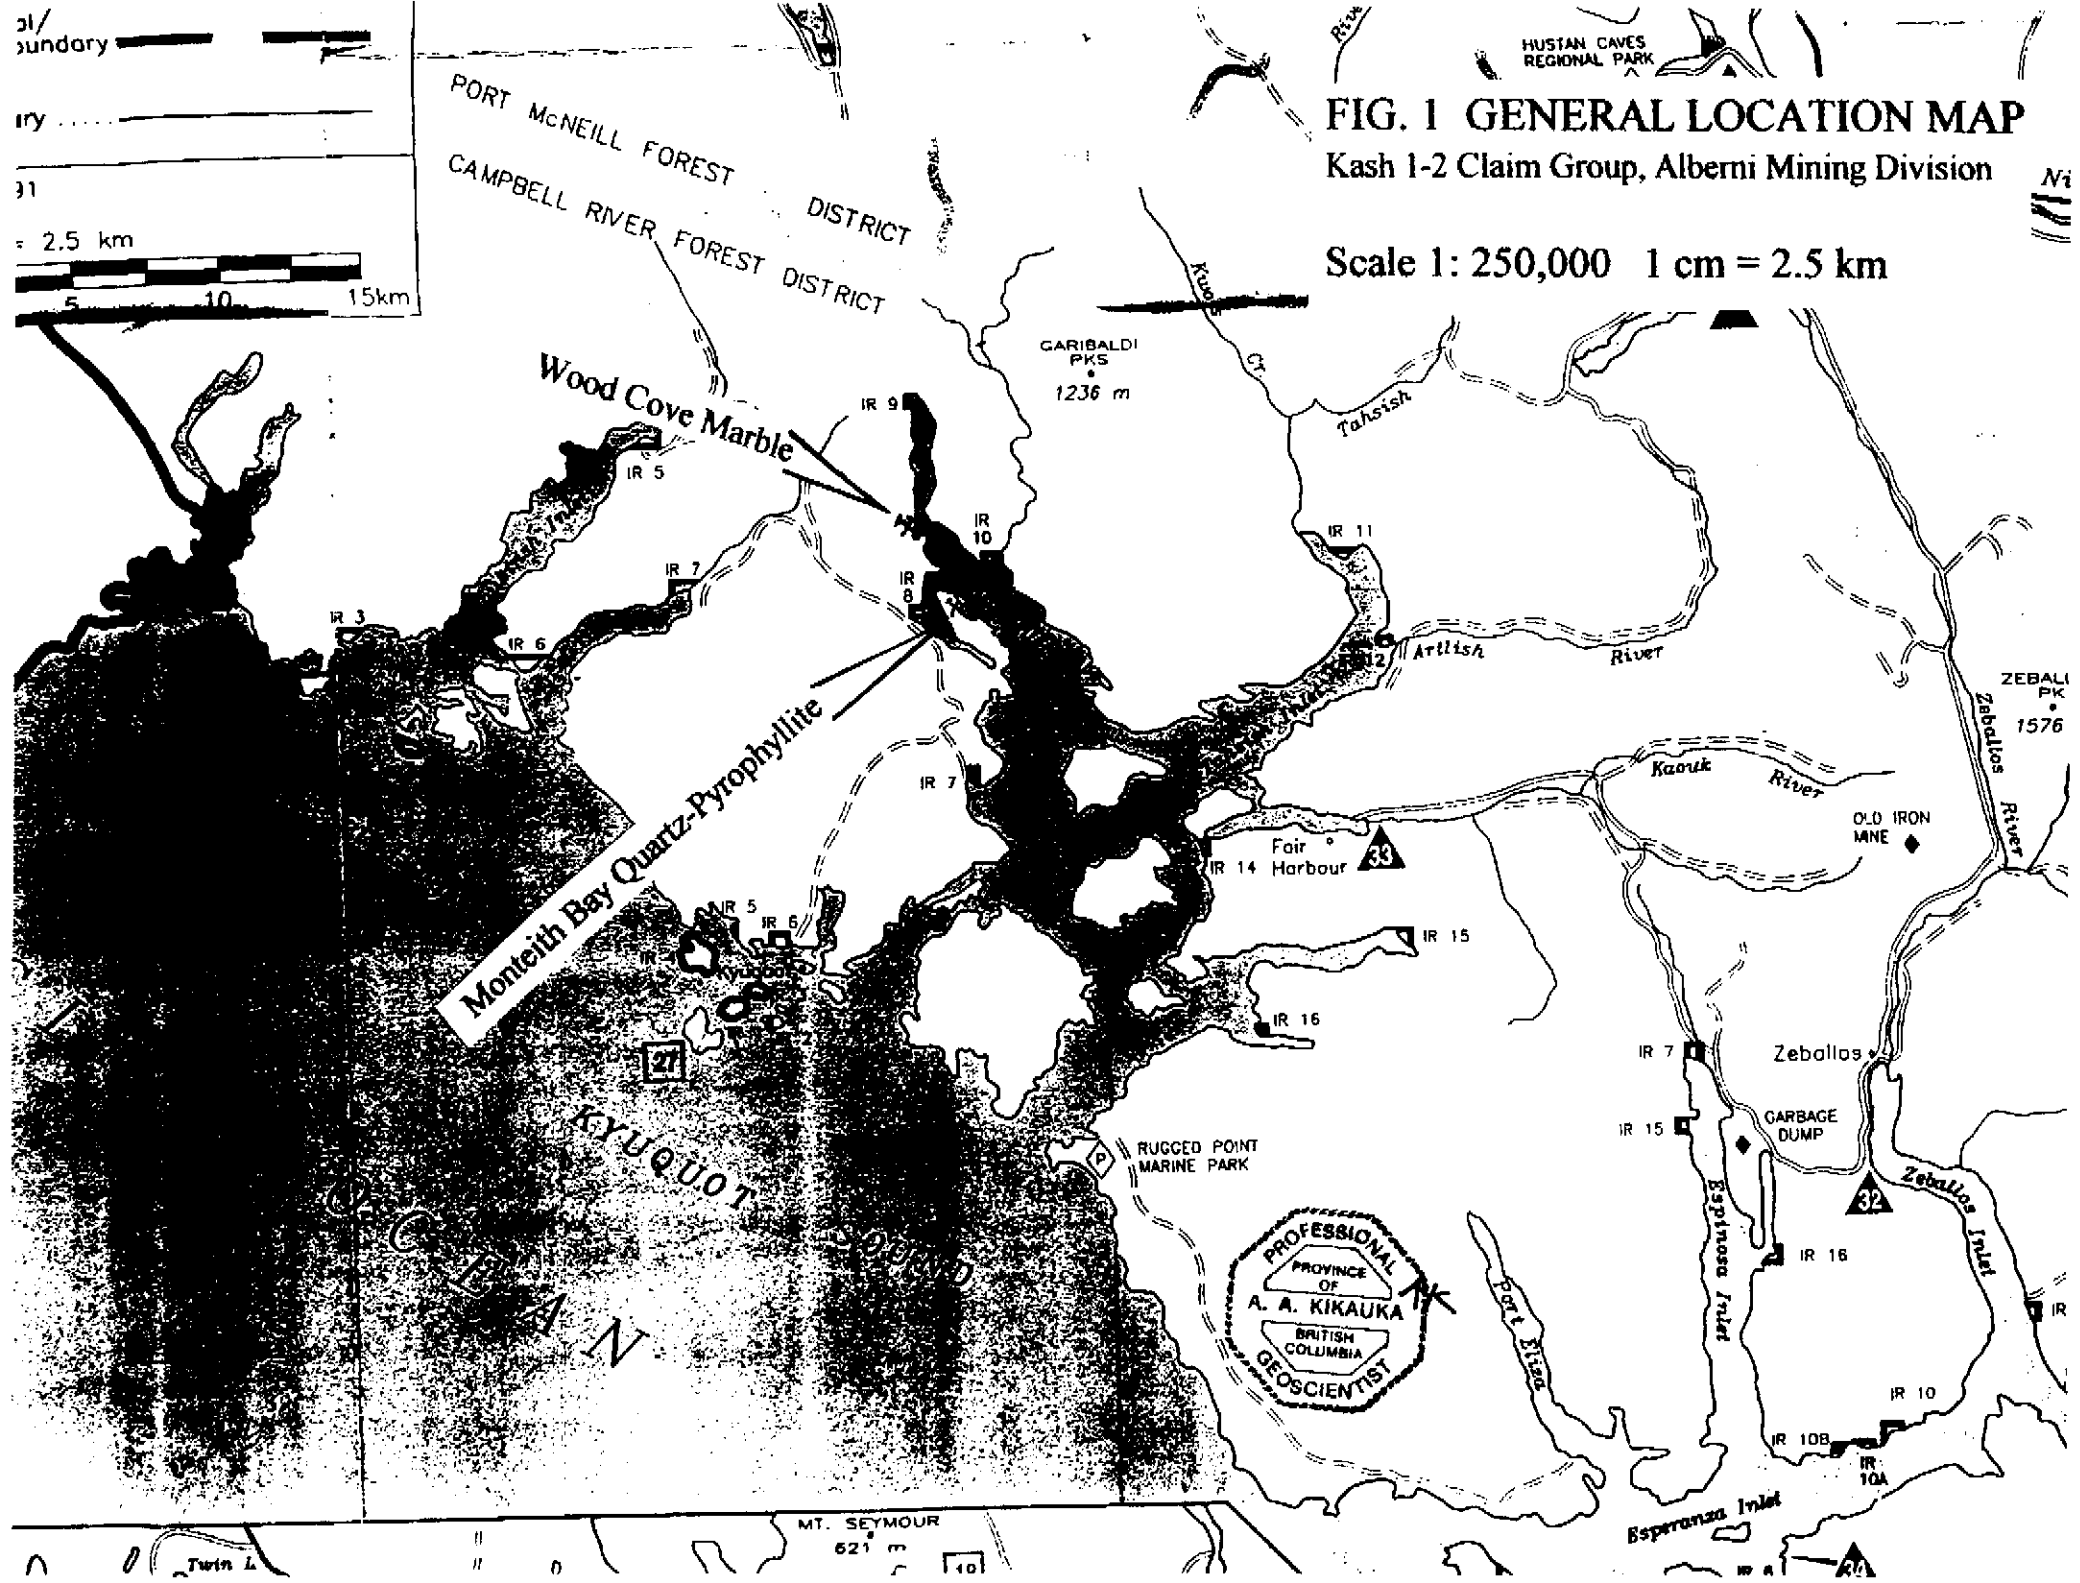 FIG. 1 GENERAL LOCATION MAP
Kash 1-2 Claim Group, Alberni Mining Division
Scale 1: 250,000 1 cm = 2.5 km
= 2.5 km
5 10 15km
PORT McNEILL FOREST DISTRICT
CAMPBELL RIVER FOREST DISTRICT
HUSTAN CAVES
REGIONAL PARK
GARIBALDI
PKS
1236 m
Cr.
Tahsish
Wood Cove Marble
IR 9
IR 5
IR
10
IR 11
IR 7
IR
8
IR 3
IR 6
12
Artlish
River
Inlet
Monteith Bay Quartz-Pyrophyllite
IR 7
Kaouk
River
Zeballos
River
PK
1576
OLD IRON
MINE
Fair
Harbour
33
IR 14
IR 5
IR 6
IR 15
IR 16
27
KYUQUOT
SOUND
OCEAN
IR 7
Zeballos
IR 15
GARBAGE
DUMP
RUGGED POINT
MARINE PARK
P
32
Zeballos Inlet
Espinosa Inlet
IR 16
IR
PROFESSIONAL
PROVINCE
OF
A. A. KIKAUKA
BRITISH
COLUMBIA
GEOSCIENTIST
Port Eliza
IR 10
IR 10B
IR
10A
Esperanza Inlet
MT. SEYMOUR
621 m
Twin L
19
34